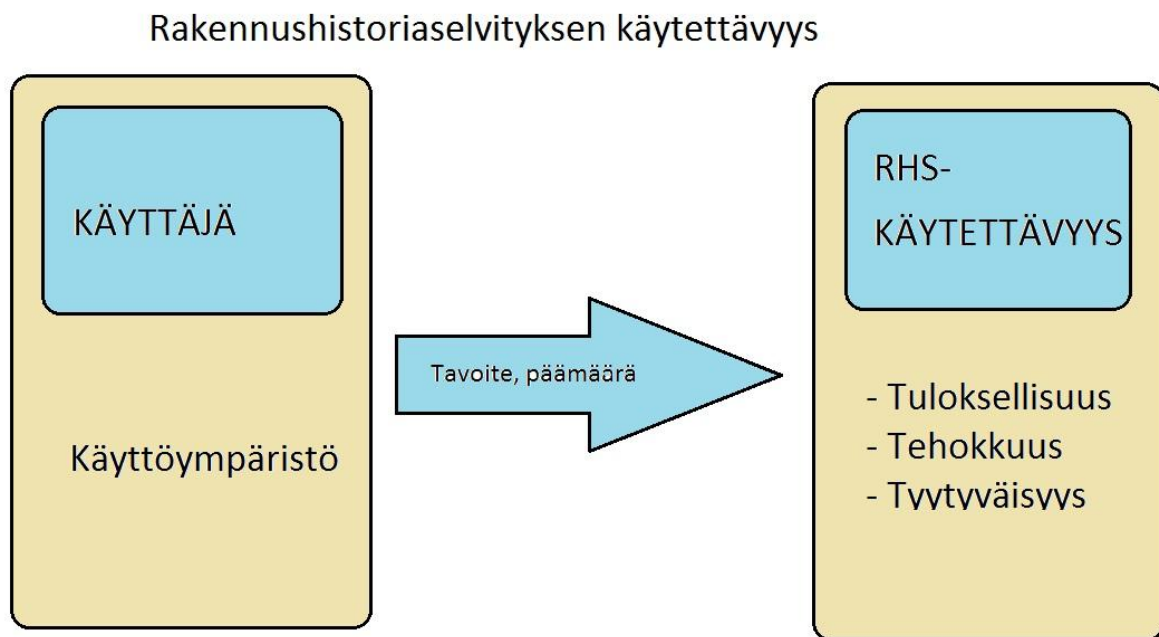 Rakennushistoriaselvityksen käytettävyys
KÄYTTÄJÄ
Käyttöympäristö
Tavoite, päämäärä
RHS-
KÄYTETTÄVYYS
- Tuloksellisuus
- Tehokkuus
- Tyytyväisyys